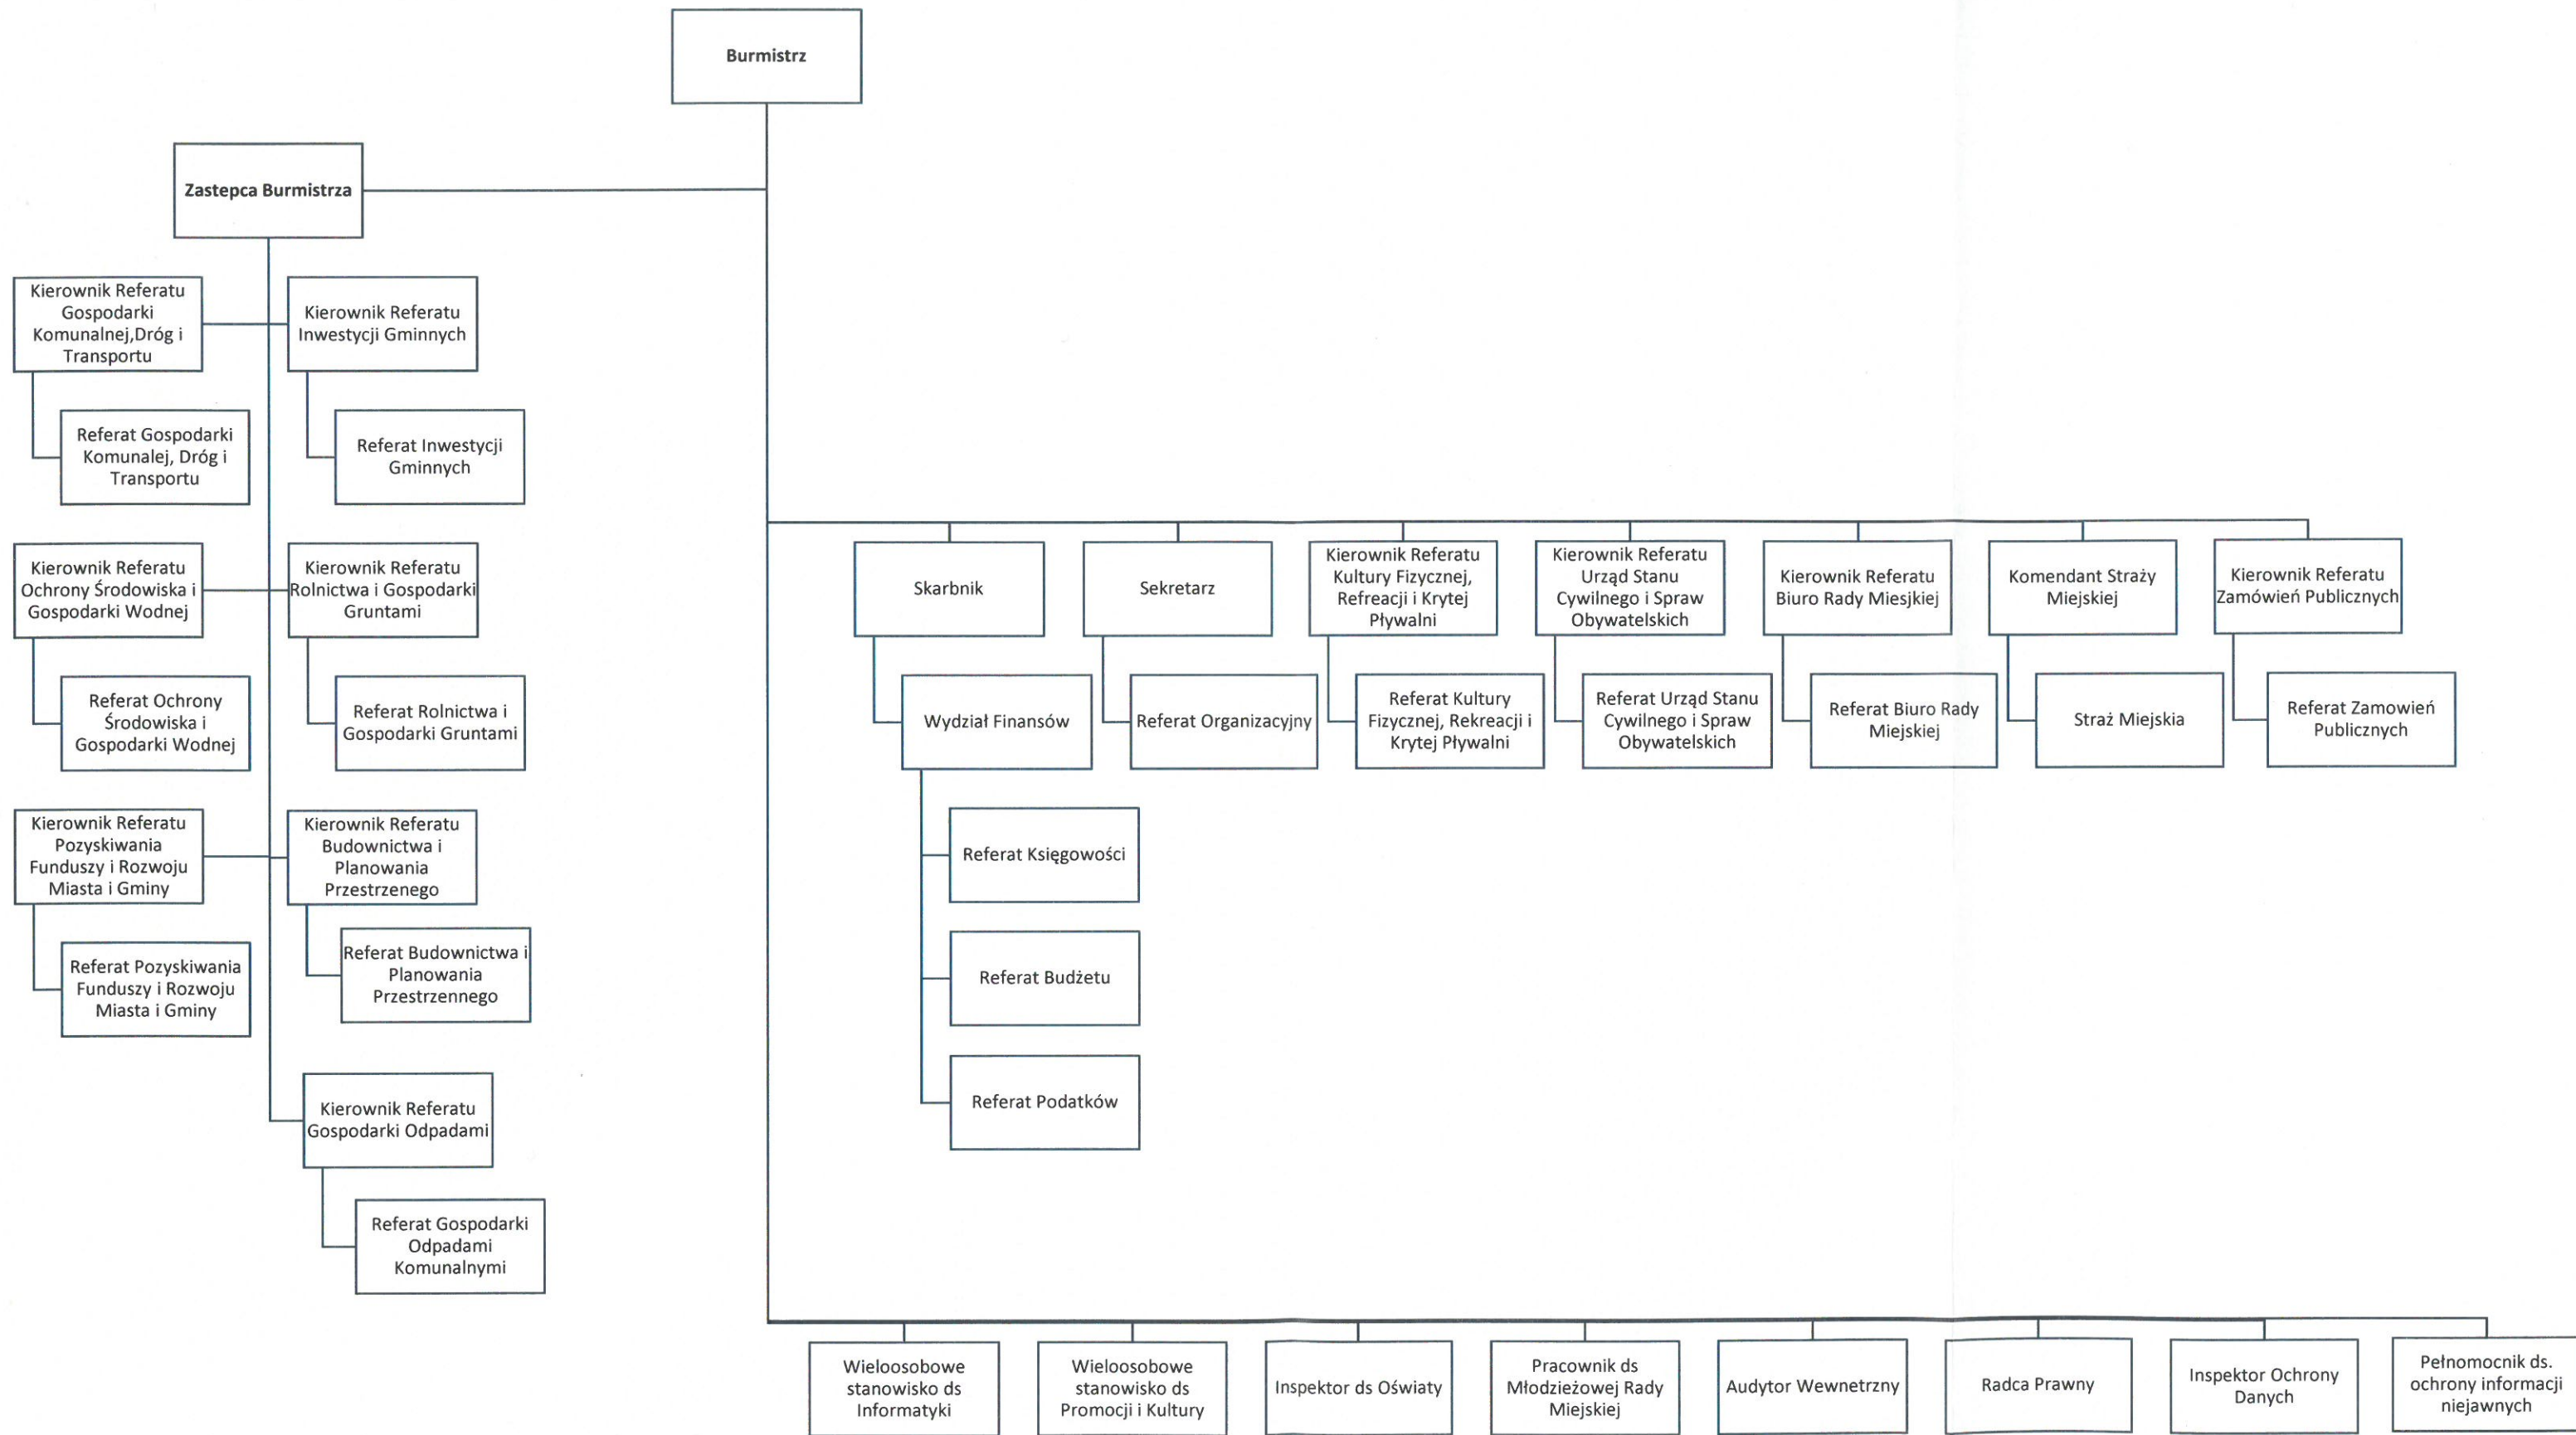 Burmistrz
Zastepca Burmistrza
Kierownik Referatu
Gospodarki
Komunalnej,Dróg i
Transportu
Kierownik Referatu
Inwestycji Gminnych
Referat Gospodarki
Komunalej, Dróg i
Transportu
Referat Inwestycji
Gminnych
Kierownik Referatu
Ochrony Środowiska i
Gospodarki Wodnej
Kierownik Referatu
Rolnictwa i Gospodarki
Gruntami
Referat Ochrony
Środowiska i
Gospodarki Wodnej
Referat Rolnictwa i
Gospodarki Gruntami
Kierownik Referatu
Pozyskiwania
Funduszy i Rozwoju
Miasta i Gminy
Kierownik Referatu
Budownictwa i
Planowania
Przestrzenego
Referat Pozyskiwania
Funduszy i Rozwoju
Miasta i Gminy
Referat Budownictwa i
Planowania
Przestrzennego
Kierownik Referatu
Gospodarki Odpadami
Referat Gospodarki
Odpadami
Komunalnymi
Skarbnik
Sekretarz
Kierownik Referatu
Kultury Fizycznej,
Refreacji i Krytej
Pływalni
Kierownik Referatu
Urząd Stanu
Cywilnego i Spraw
Obywatelskich
Kierownik Referatu
Biuro Rady Miesjkiej
Komendant Straży
Miejskiej
Kierownik Referatu
Zamówień Publicznych
Wydział Finansów
Referat Organizacyjny
Referat Kultury
Fizycznej, Rekreacji i
Krytej Pływalni
Referat Urząd Stanu
Cywilnego i Spraw
Obywatelskich
Referat Biuro Rady
Miejskiej
Straż Miejskia
Referat Zamowień
Publicznych
Referat Księgowości
Referat Budżetu
Referat Podatków
Wieloosobowe
stanowisko ds
Informatyki
Wieloosobowe
stanowisko ds
Promocji i Kultury
Inspektor ds Oświaty
Pracownik ds
Młodzieżowej Rady
Miejskiej
Audytor Wewnetrzny
Radca Prawny
Inspektor Ochrony
Danych
Pełnomocnik ds.
ochrony informacji
niejawnych